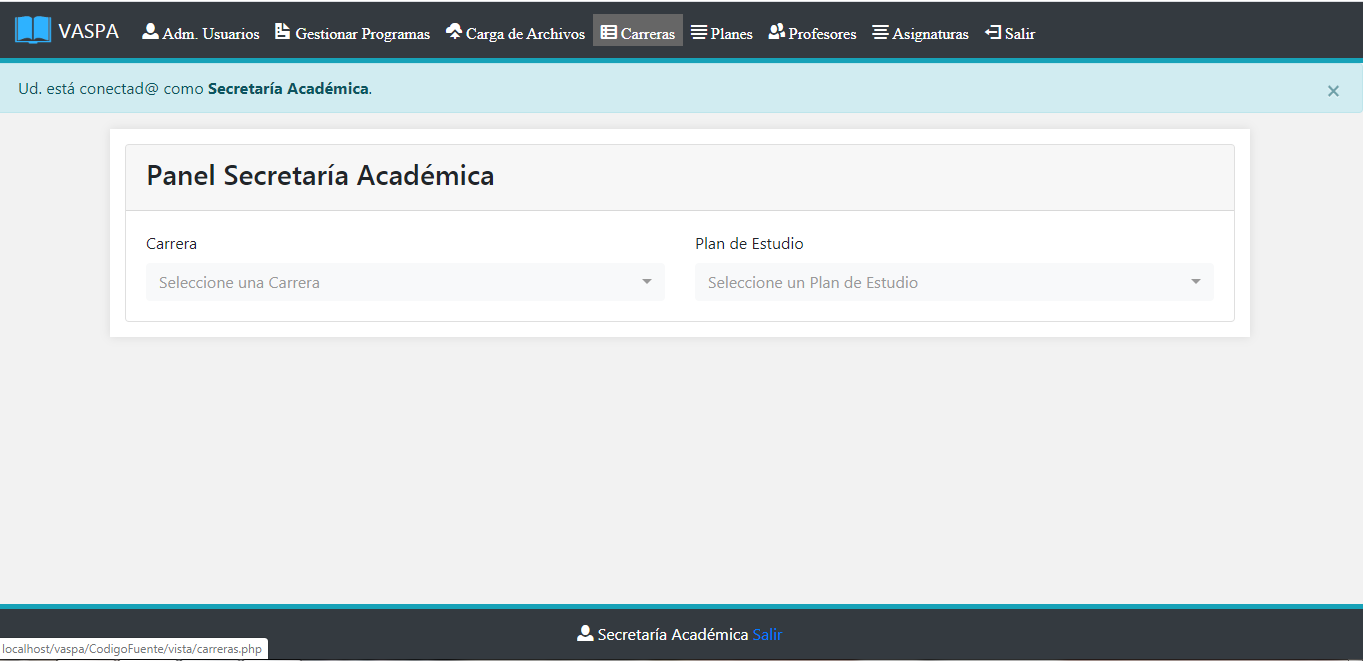 VASPA Adm. Usuarios Gestionar Programas Carga de Archivos Carreras Planes Profesores Asignaturas Salir
Ud. está conectad@ como Secretaría Académica. ×
Panel Secretaría Académica
Carrera Plan de Estudio
Seleccione una Carrera Seleccione un Plan de Estudio
Secretaría Académica Salir
localhost/vaspa/CodigoFuente/vista/carreras.php